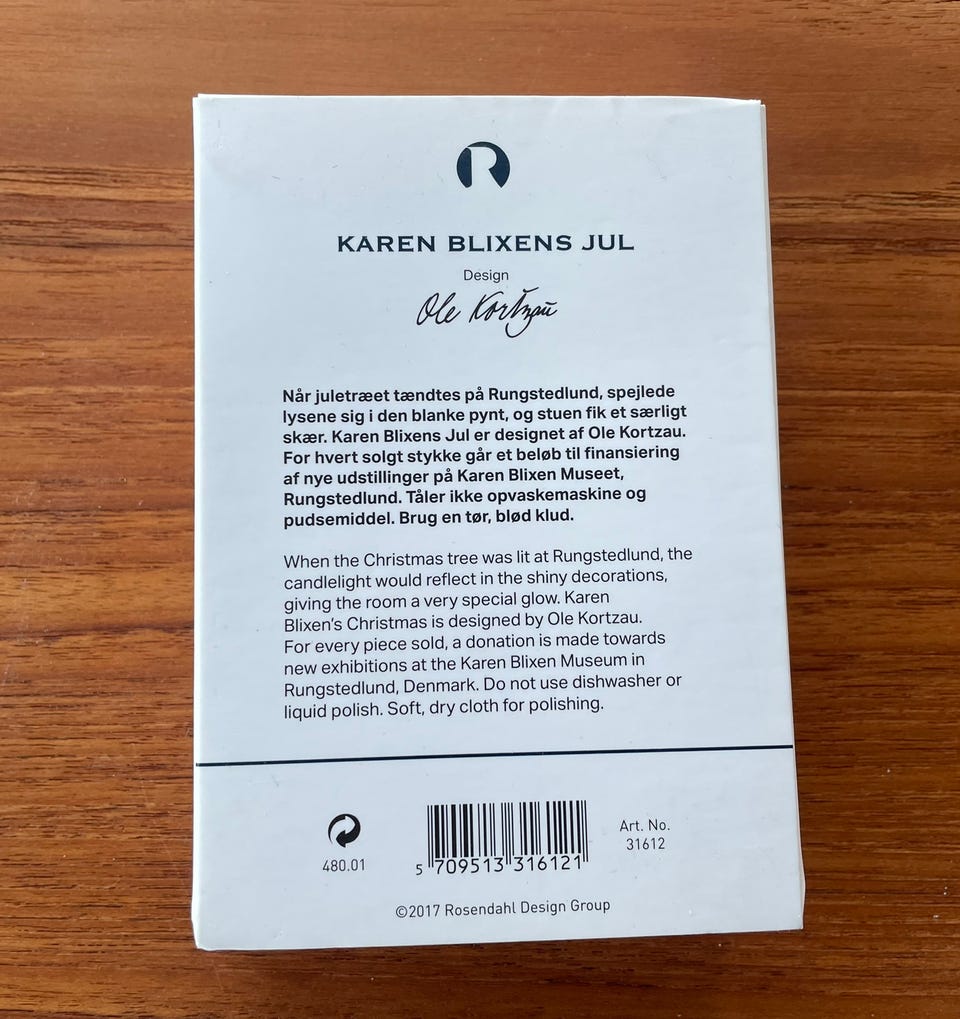 R
KAREN BLIXENS JUL
Design
Ole Kortzau
Når juletræet tændtes på Rungstedlund, spejlede
lysene sig i den blanke pynt, og stuen fik et særligt
skær. Karen Blixens Jul er designet af Ole Kortzau.
For hvert solgt stykke går et beløb til finansiering
af nye udstillinger på Karen Blixen Museet,
Rungstedlund. Tåler ikke opvaskemaskine og
pudsemiddel. Brug en tør, blød klud.
When the Christmas tree was lit at Rungstedlund, the
candlelight would reflect in the shiny decorations,
giving the room a very special glow. Karen
Blixen's Christmas is designed by Ole Kortzau.
For every piece sold, a donation is made towards
new exhibitions at the Karen Blixen Museum in
Rungstedlund, Denmark. Do not use dishwasher or
liquid polish. Soft, dry cloth for polishing.
480.01
5 709513 316121
Art. No.
31612
©2017 Rosendahl Design Group